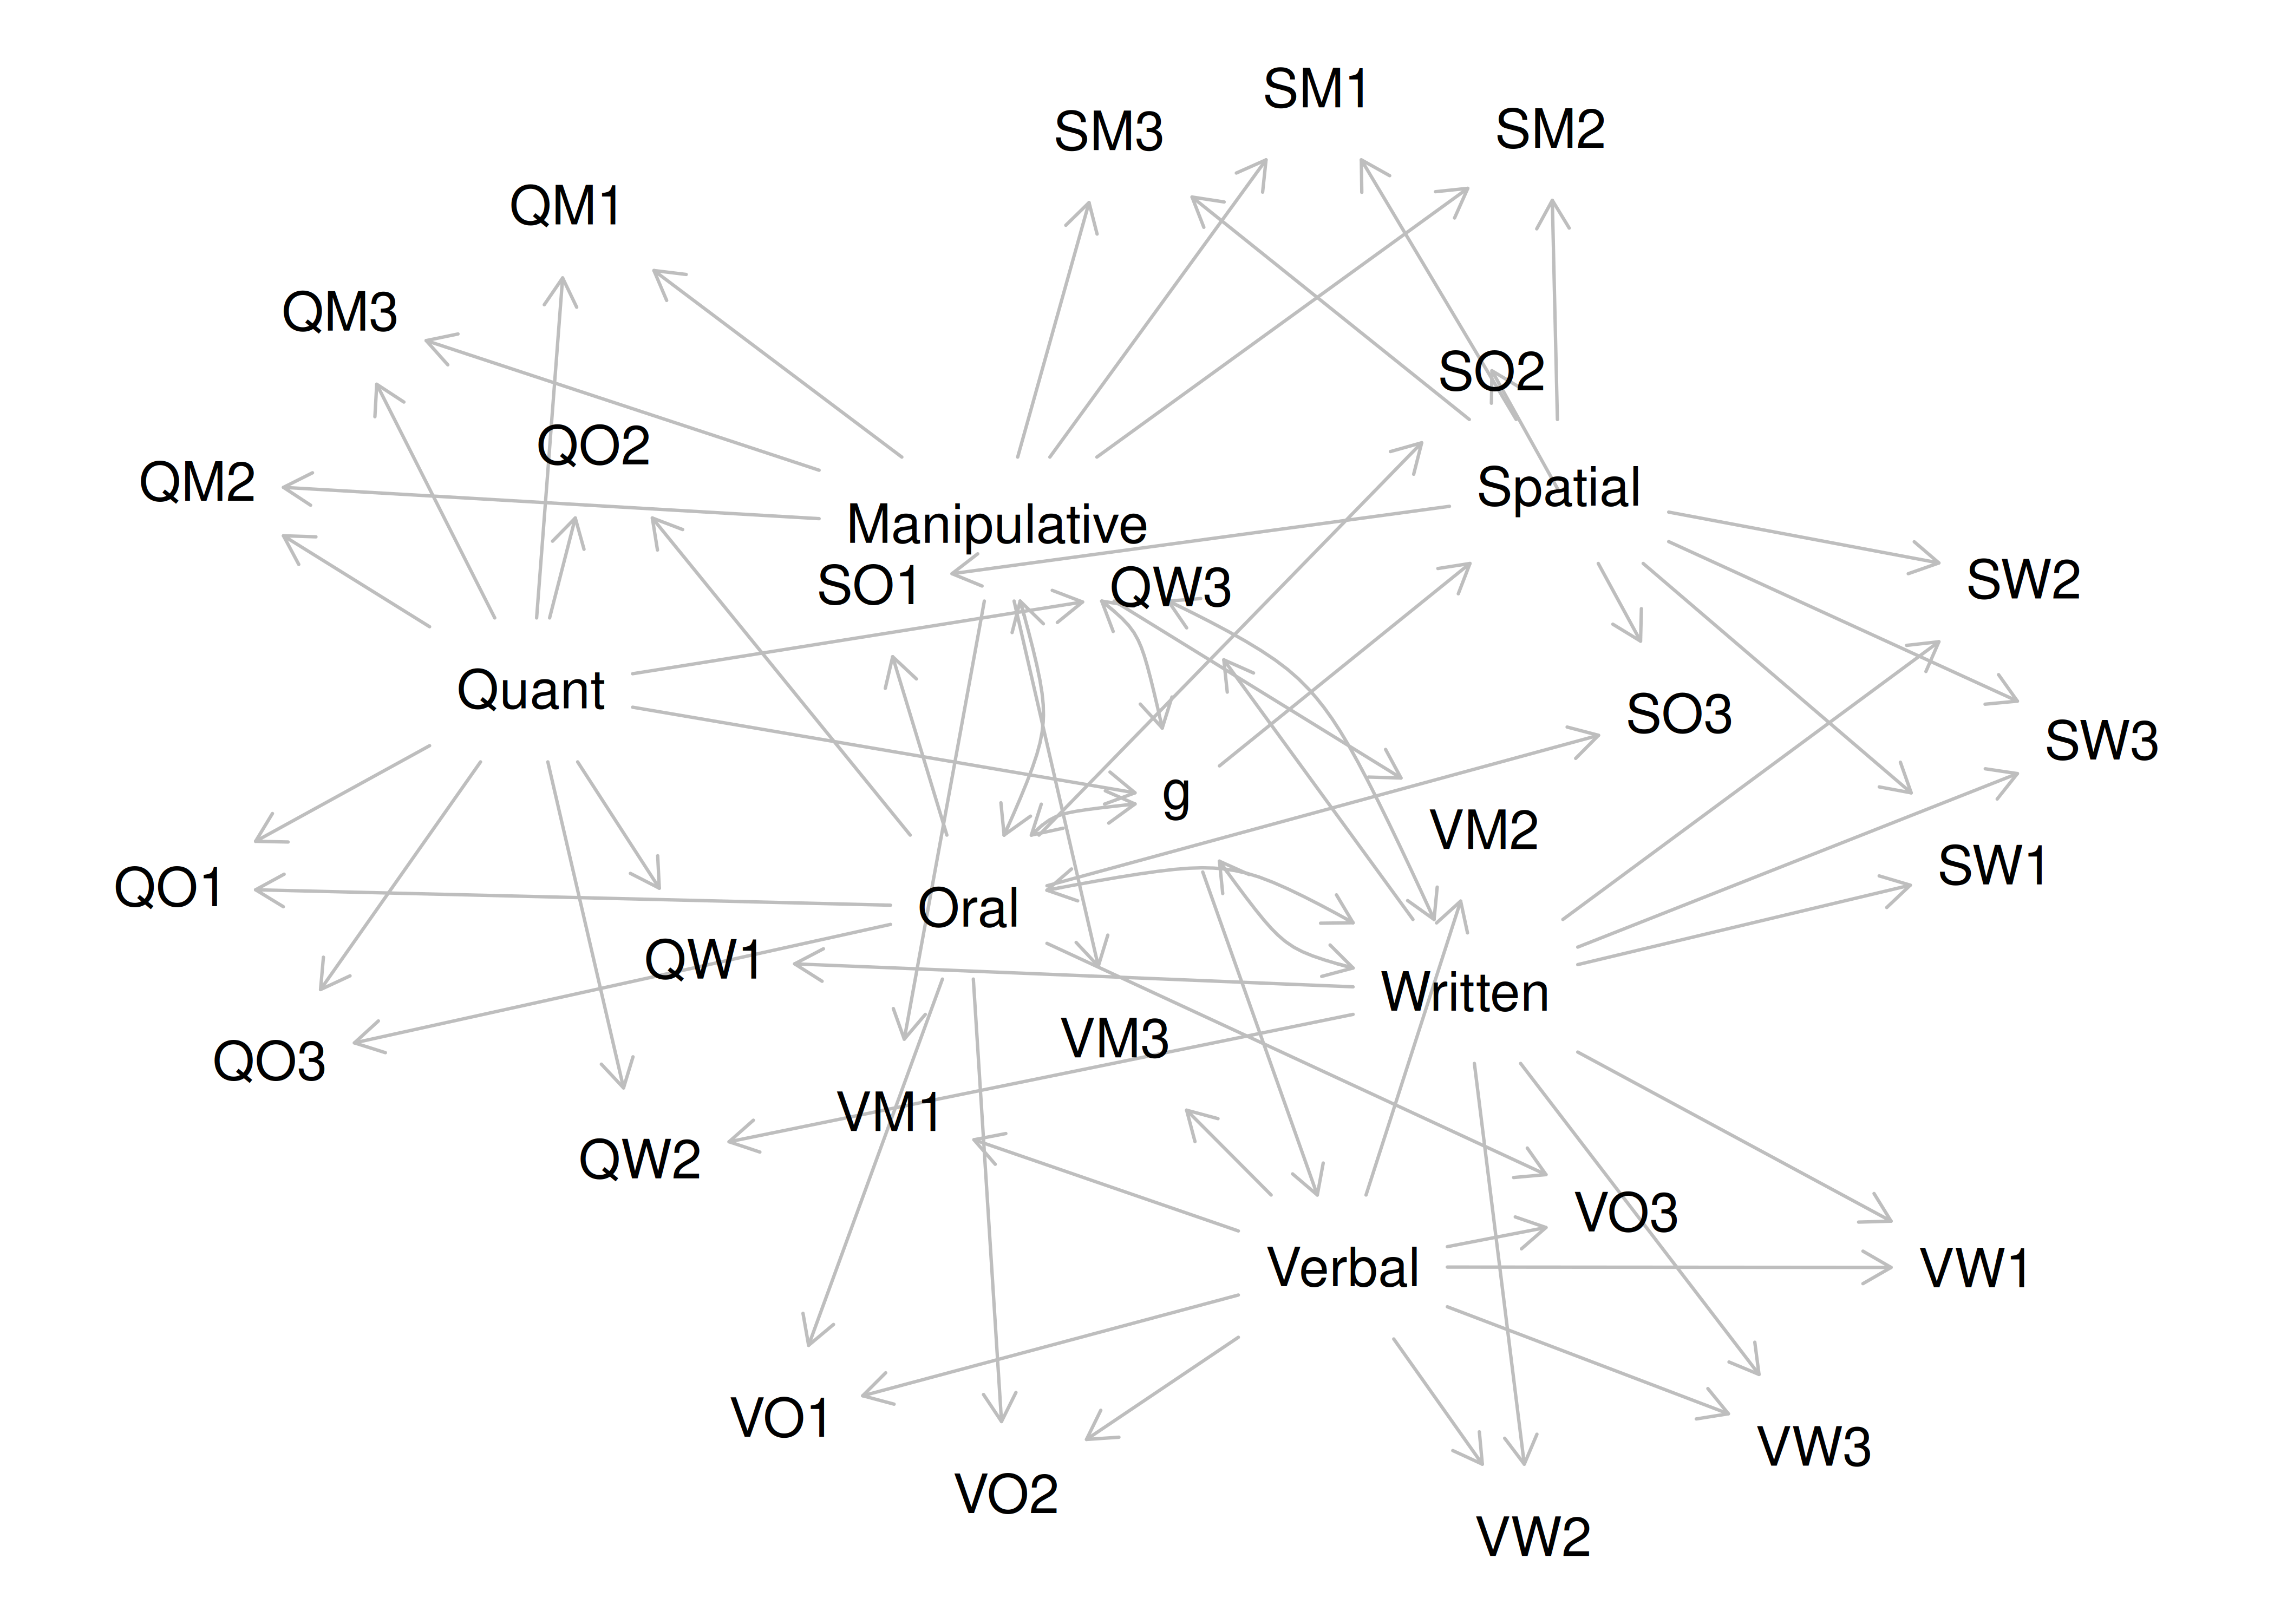 SM1
SM3
SM2
QM1
QM3
SO2
QO2
QM2
Spatial
Manipulative
SO1
QW3
SW2
Quant
SO3
SW3
g
VM2
SW1
QO1
Oral
QW1
Written
VM3
QO3
VM1
QW2
VO3
Verbal
VW1
VO1
VW3
VO2
VW2